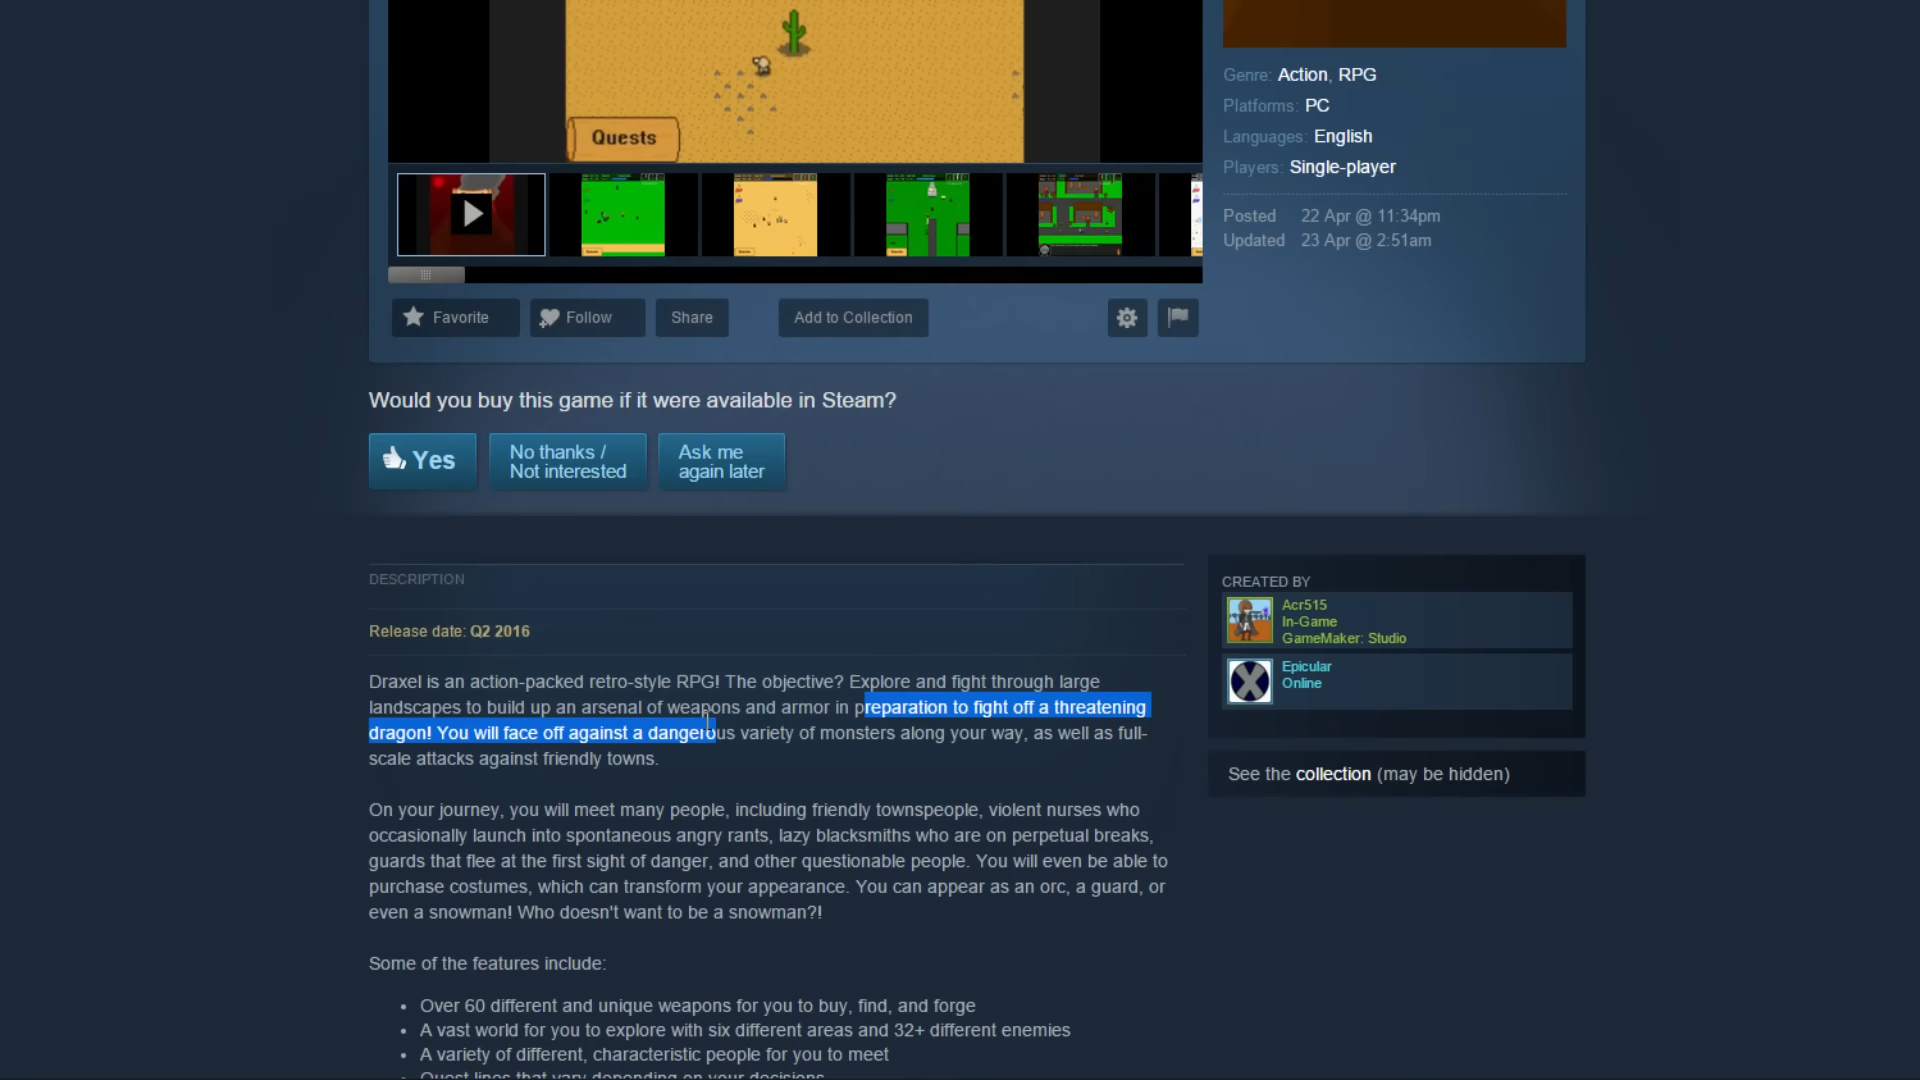 Quests
Genre: Action, RPG
Platforms: PC
Languages: English
Players: Single-player
Posted 22 Apr @ 11:34pm
Updated 23 Apr @ 2:51am
Favorite
Follow
Share
Add to Collection
Would you buy this game if it were available in Steam?
Yes
No thanks /
Not interested
Ask me
again later
DESCRIPTION
Release date: Q2 2016
Draxel is an action-packed retro-style RPG! The objective? Explore and fight through large
landscapes to build up an arsenal of weapons and armor in preparation to fight off a threatening
dragon! You will face off against a dangerous variety of monsters along your way, as well as full-
scale attacks against friendly towns.
On your journey, you will meet many people, including friendly townspeople, violent nurses who
occasionally launch into spontaneous angry rants, lazy blacksmiths who are on perpetual breaks,
guards that flee at the first sight of danger, and other questionable people. You will even be able to
purchase costumes, which can transform your appearance. You can appear as an orc, a guard, or
even a snowman! Who doesn't want to be a snowman?!
Some of the features include:
• Over 60 different and unique weapons for you to buy, find, and forge
• A vast world for you to explore with six different areas and 32+ different enemies
• A variety of different, characteristic people for you to meet
• Quest lines that vary depending on your decisions
CREATED BY
Acr515
In-Game
GameMaker: Studio
Epicular
Online
See the collection (may be hidden)